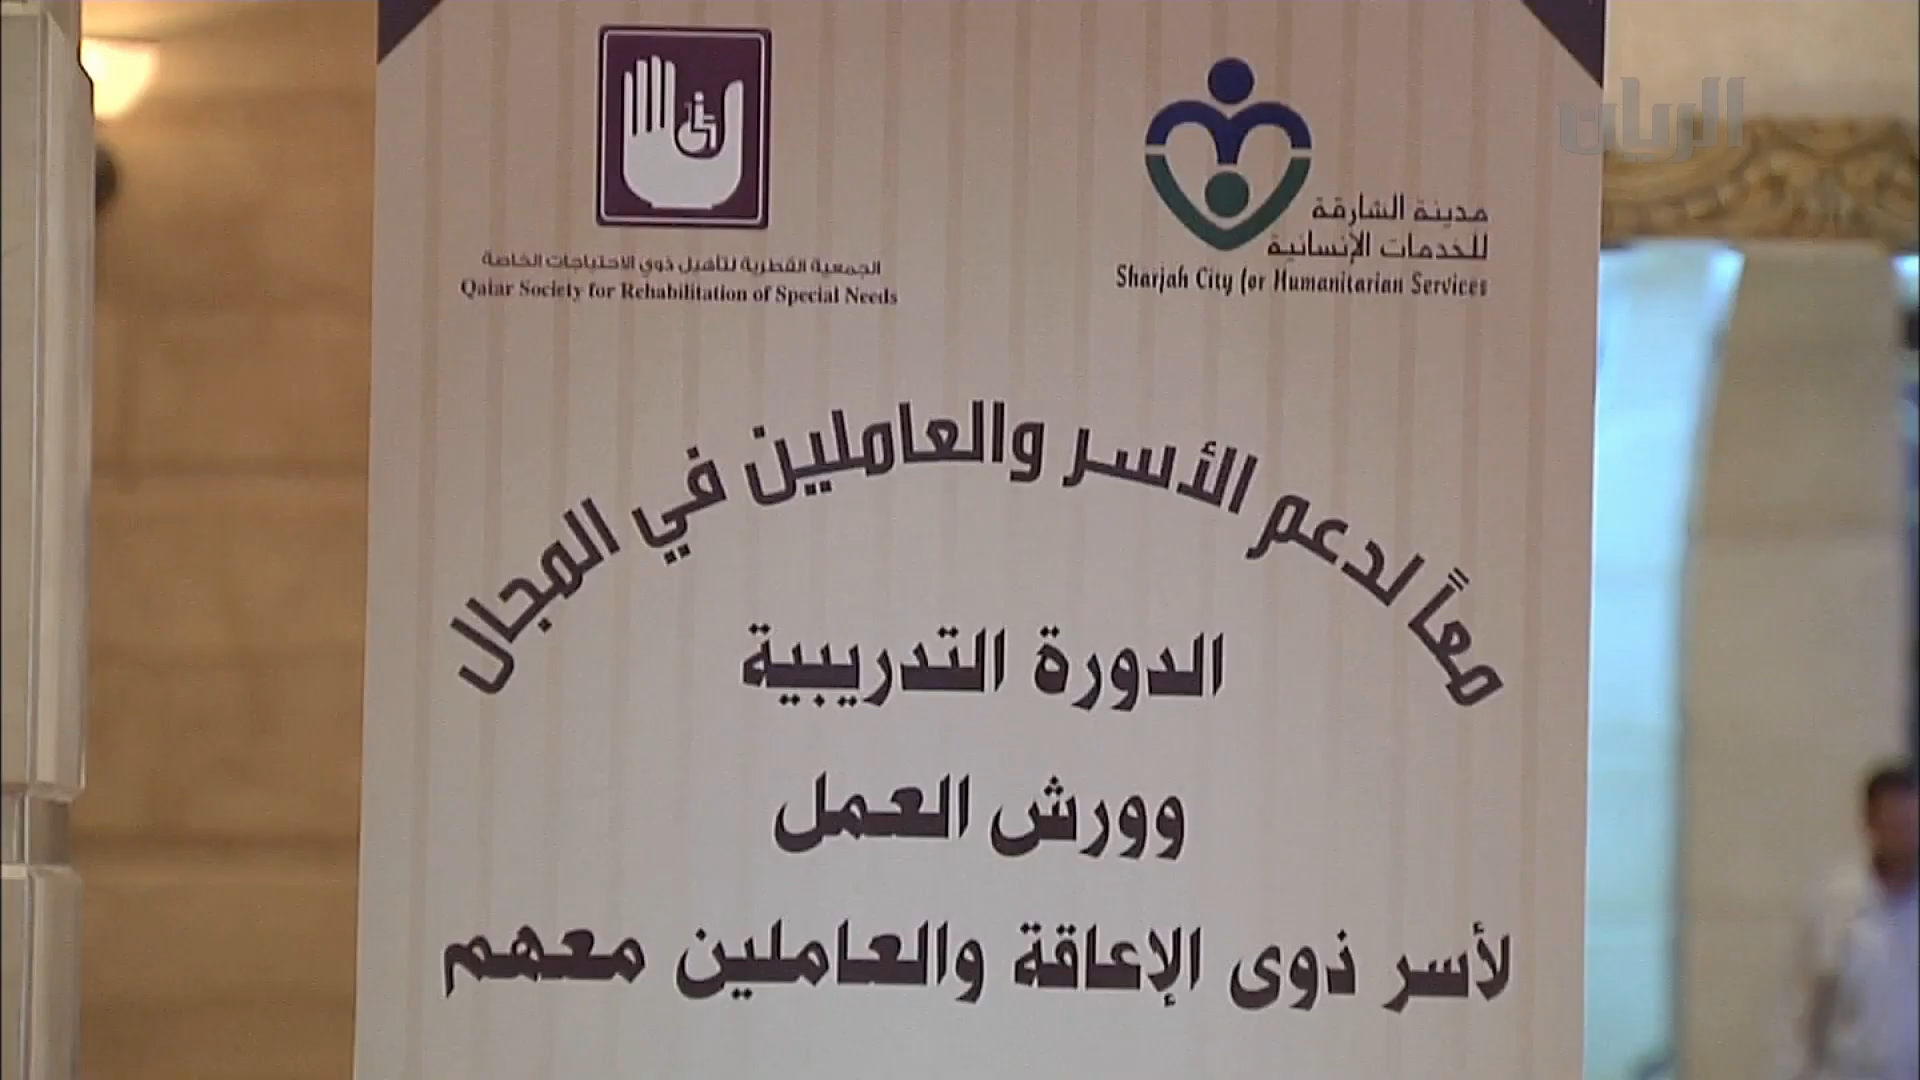 الريان
مدينة الشارقة
للخدمات الإنسانية
Sharjah City for Humanitarian Services
الجمعية القطرية لتأهيل ذوي الاحتياجات الخاصة
Qatar Society for Rehabilitation of Special Needs
معاً لدعم الأسر والعاملين في المجال
الدورة التدريبية
وورش العمل
لأسر ذوى الإعاقة والعاملين معهم